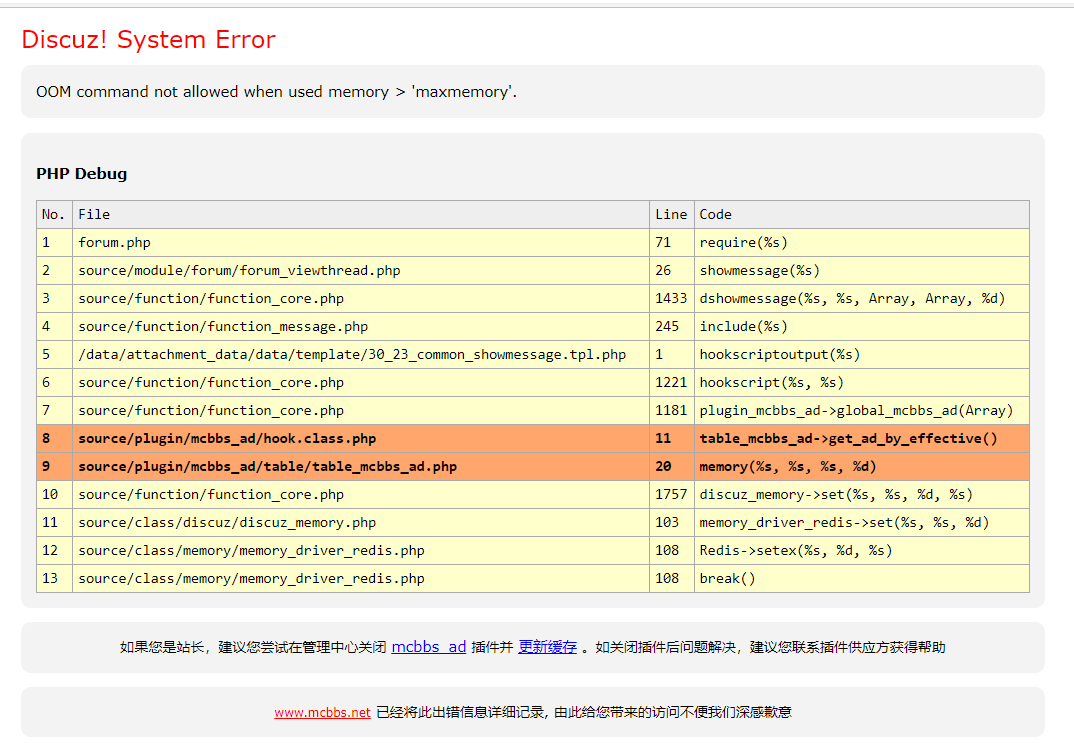 Discuz! System Error
OOM command not allowed when used memory > 'maxmemory'.
PHP Debug
No. File Line Code
1 forum.php 71 require(%s)
2 source/module/forum/forum_viewthread.php 26 showmessage(%s)
3 source/function/function_core.php 1433 dshowmessage(%s, %s, Array, Array, %d)
4 source/function/function_message.php 245 include(%s)
5 /data/attachment_data/data/template/30_23_common_showmessage.tpl.php 1 hookscriptoutput(%s)
6 source/function/function_core.php 1221 hookscript(%s, %s)
7 source/function/function_core.php 1181 plugin_mcbbs_ad->global_mcbbs_ad(Array)
8 source/plugin/mcbbs_ad/hook.class.php 11 table_mcbbs_ad->get_ad_by_effective()
9 source/plugin/mcbbs_ad/table/table_mcbbs_ad.php 20 memory(%s, %s, %s, %d)
10 source/function/function_core.php 1757 discuz_memory->set(%s, %s, %d, %s)
11 source/class/discuz/discuz_memory.php 103 memory_driver_redis->set(%s, %s, %d)
12 source/class/memory/memory_driver_redis.php 108 Redis->setex(%s, %d, %s)
13 source/class/memory/memory_driver_redis.php 108 break()
如果您是站长，建议您尝试在管理中心关闭 mcbbs_ad 插件并 更新缓存 。如关闭插件后问题解决，建议您联系插件供应方获得帮助
www.mcbbs.net 已经将此出错信息详细记录, 由此给您带来的访问不便我们深感歉意